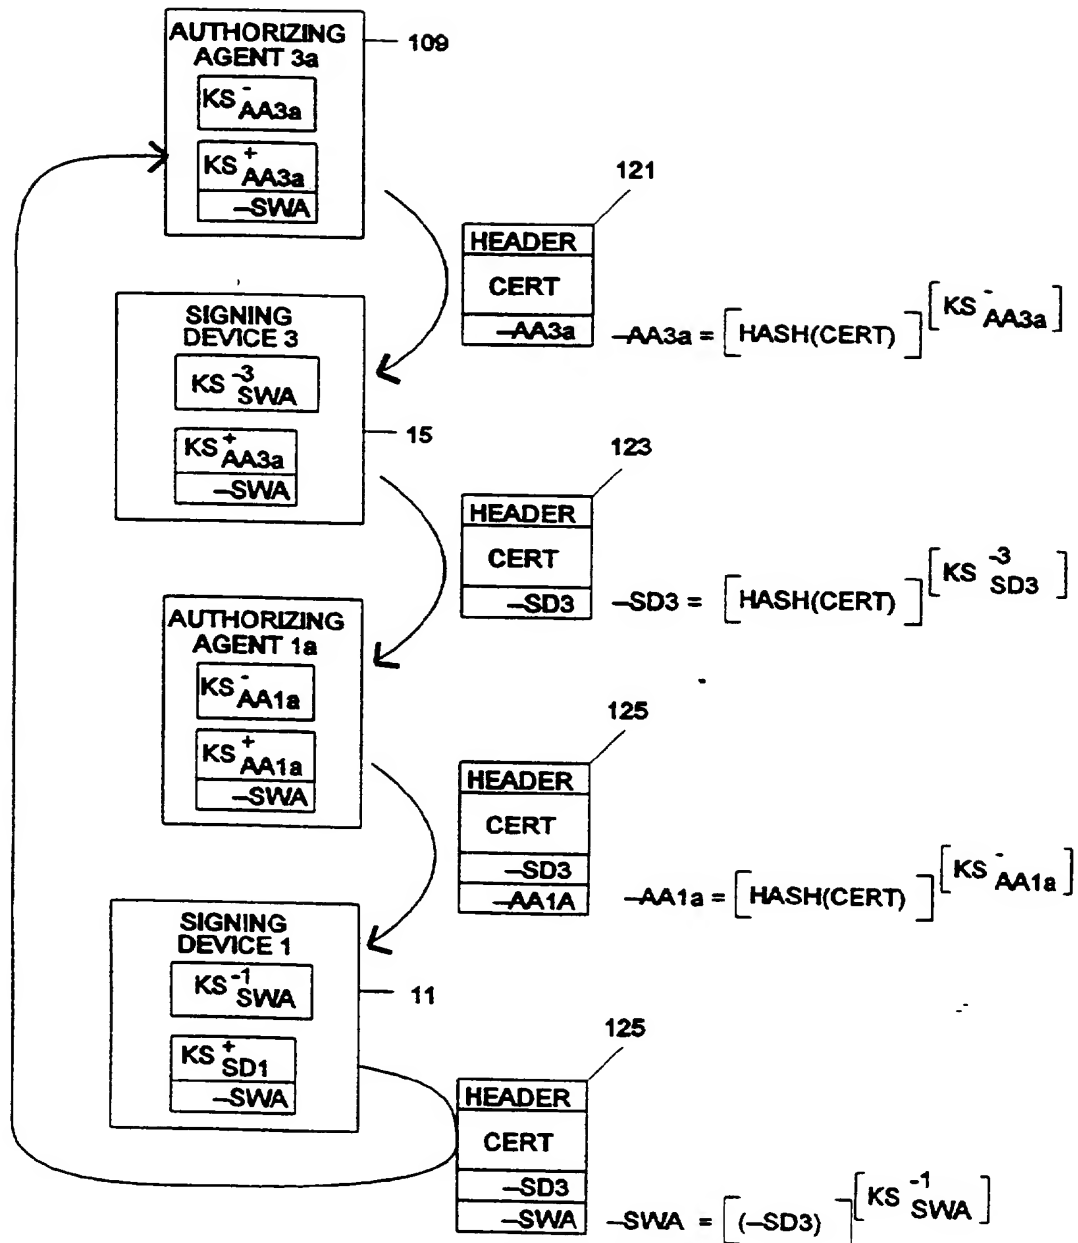 AUTHORIZING
AGENT 3a
109
KS⁻AA3a
KS⁺AA3a
–SWA
121
HEADER
CERT
–AA3a
–AA3a = [HASH(CERT)] [KS⁻AA3a]
SIGNING
DEVICE 3
KS⁻³SWA
15
KS⁺AA3a
–SWA
123
HEADER
CERT
–SD3
–SD3 = [HASH(CERT)] [KS⁻³SD3]
AUTHORIZING
AGENT 1a
KS⁻AA1a
KS⁺AA1a
–SWA
125
HEADER
CERT
–SD3
–AA1A
–AA1a = [HASH(CERT)] [KS⁻AA1a]
SIGNING
DEVICE 1
KS⁻¹SWA
11
KS⁺SD1
–SWA
125
HEADER
CERT
–SD3
–SWA
–SWA = [(–SD3)] [KS⁻¹SWA]